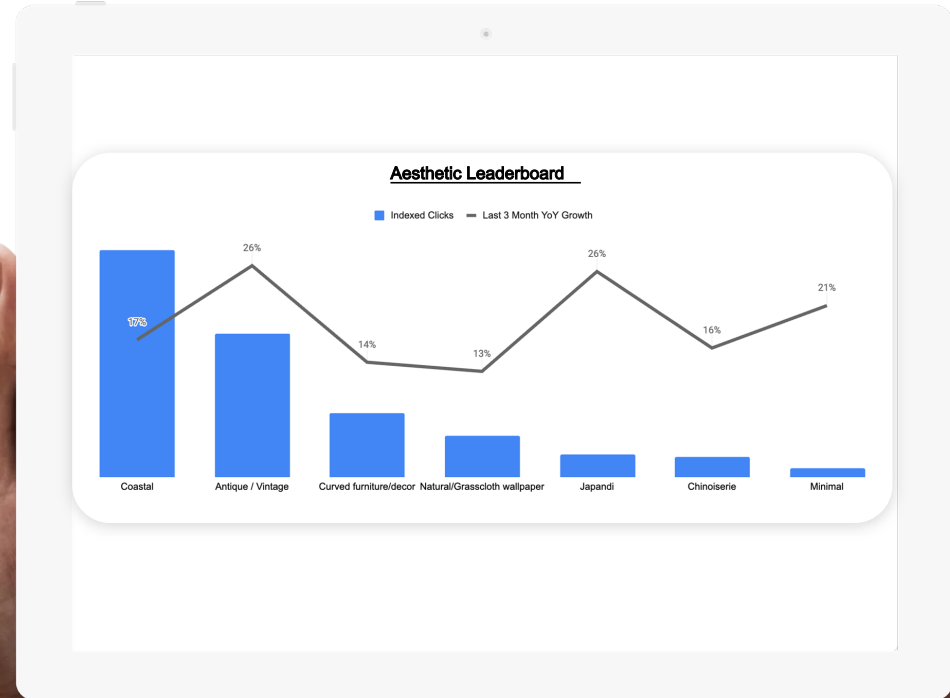 Aesthetic Leaderboard
Indexed Clicks Last 3 Month YoY Growth
26%
26%
21%
17%
16%
14%
13%
Coastal Antique / Vintage Curved furniture/decor Natural/Grasscloth wallpaper Japandi Chinoiserie Minimal